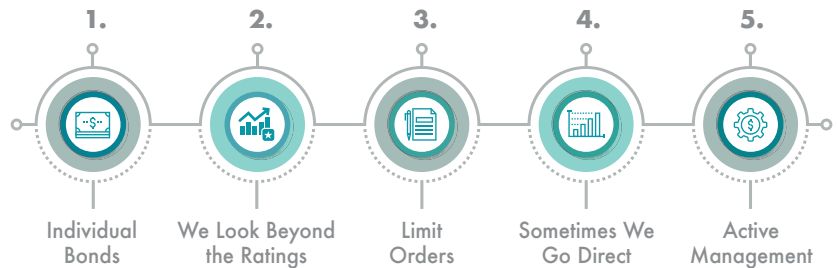 1.
2.
3.
4.
5.
Individual
Bonds
We Look Beyond
the Ratings
Limit
Orders
Sometimes We
Go Direct
Active
Management